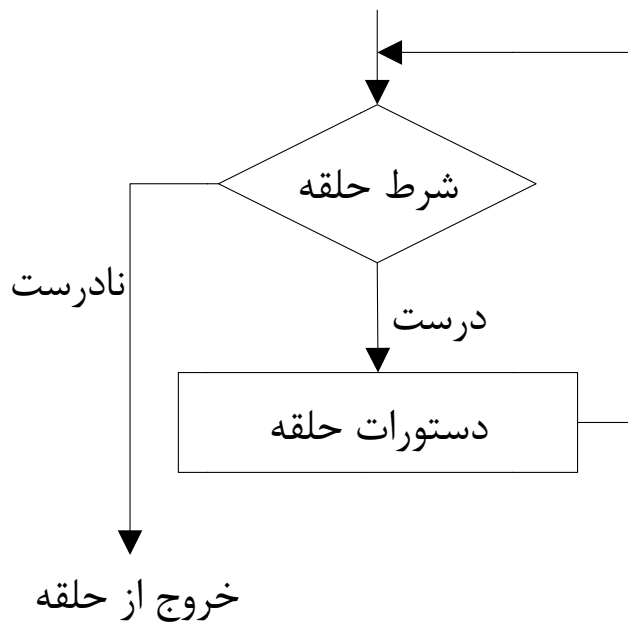 شرط حلقه
نادرست
درست
دستورات حلقه
خروج از حلقه